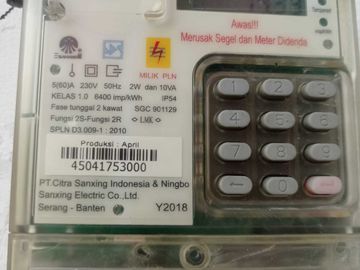 Tamper
Awas!!!
Merusak Segel dan Meter Didenda
MILIK PLN
5(60)A 230V 50Hz 2W dan 10VA
KELAS 1.0 6400 imp/kWh IP54
Fase tunggal 2 kawat SGC 901129
Fungsi 2S-Fungsi 2R
SPLN D3.009-1 : 2010
Produksi : April
45041753000
PT.Citra Sanxing Indonesia & Ningbo
Sanxing Electric Co.,Ltd.
Serang - Banten Y2018
1 2 3
4 5 6
7 8 9
0